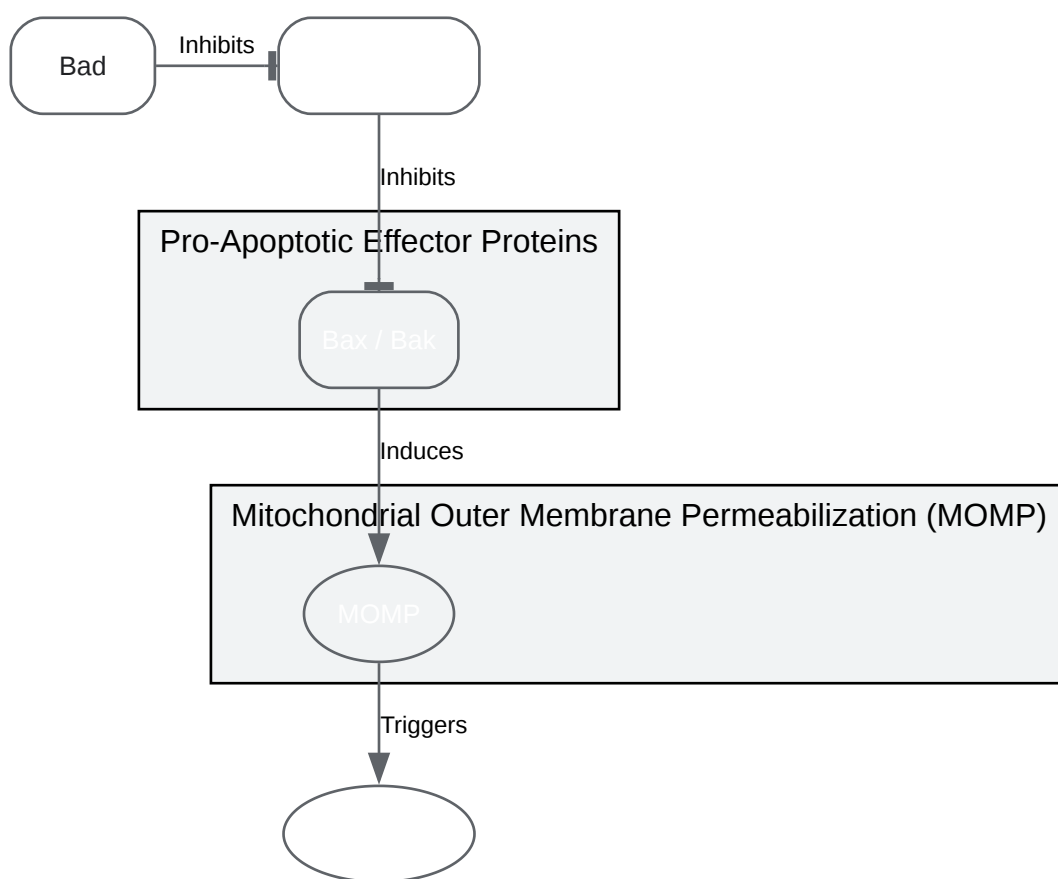 Inhibits
Bad
Inhibits
Pro-Apoptotic Effector Proteins
Bax / Bak
Induces
Mitochondrial Outer Membrane Permeabilization (MOMP)
MOMP
Triggers